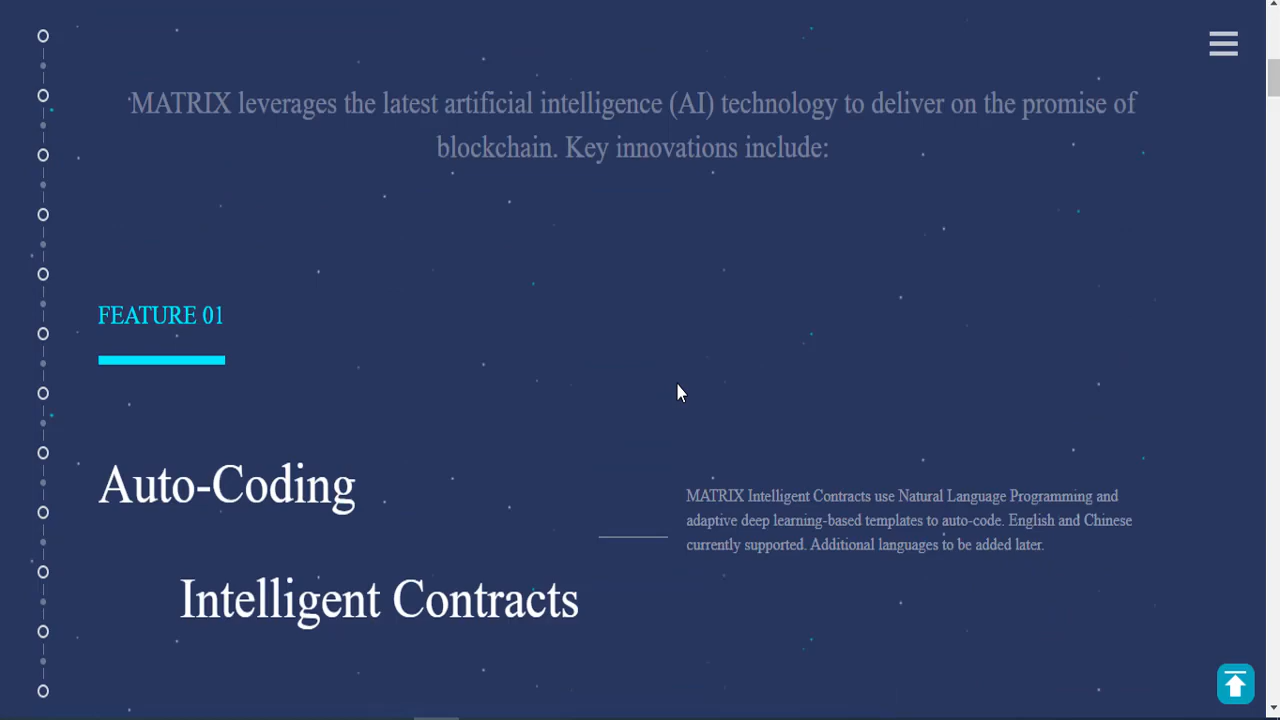 MATRIX leverages the latest artificial intelligence (AI) technology to deliver on the promise of
blockchain. Key innovations include:
FEATURE 01
Auto-Coding
Intelligent Contracts
MATRIX Intelligent Contracts use Natural Language Programming and
adaptive deep learning-based templates to auto-code. English and Chinese
currently supported. Additional languages to be added later.